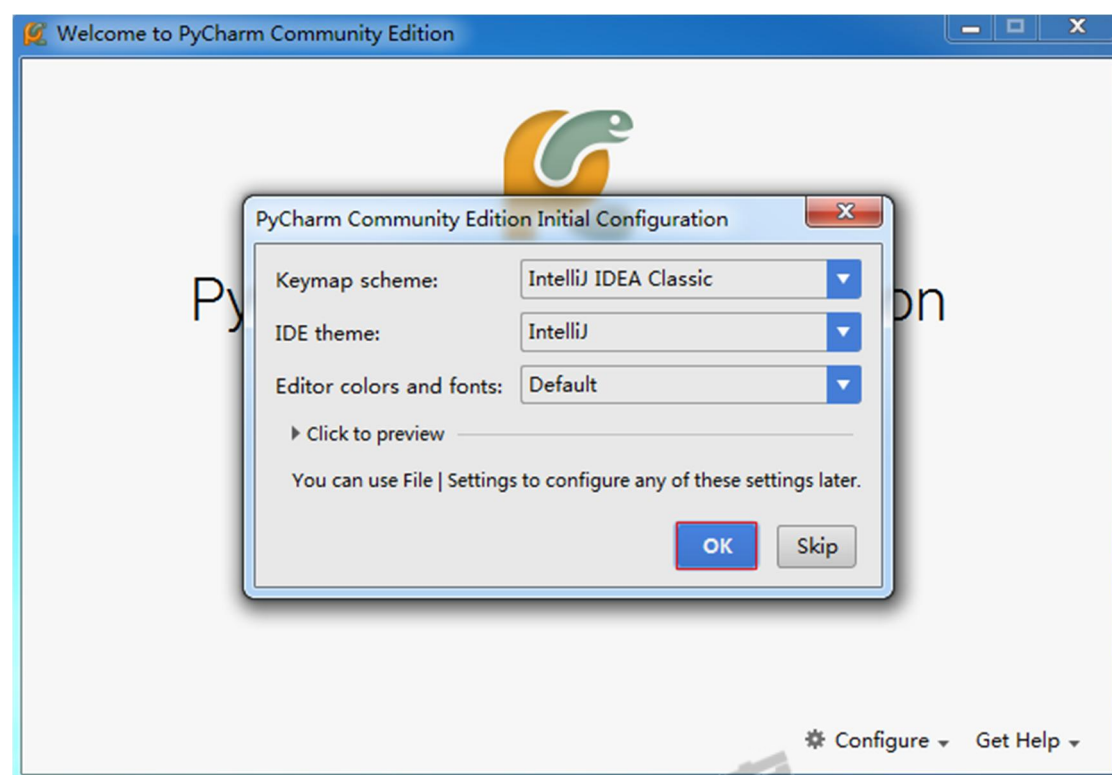 Welcome to PyCharm Community Edition
PyCharm Community Edition Initial Configuration
Keymap scheme: IntelliJ IDEA Classic
IDE theme: IntelliJ
Editor colors and fonts: Default
Click to preview
You can use File | Settings to configure any of these settings later.
OK Skip
Configure Get Help